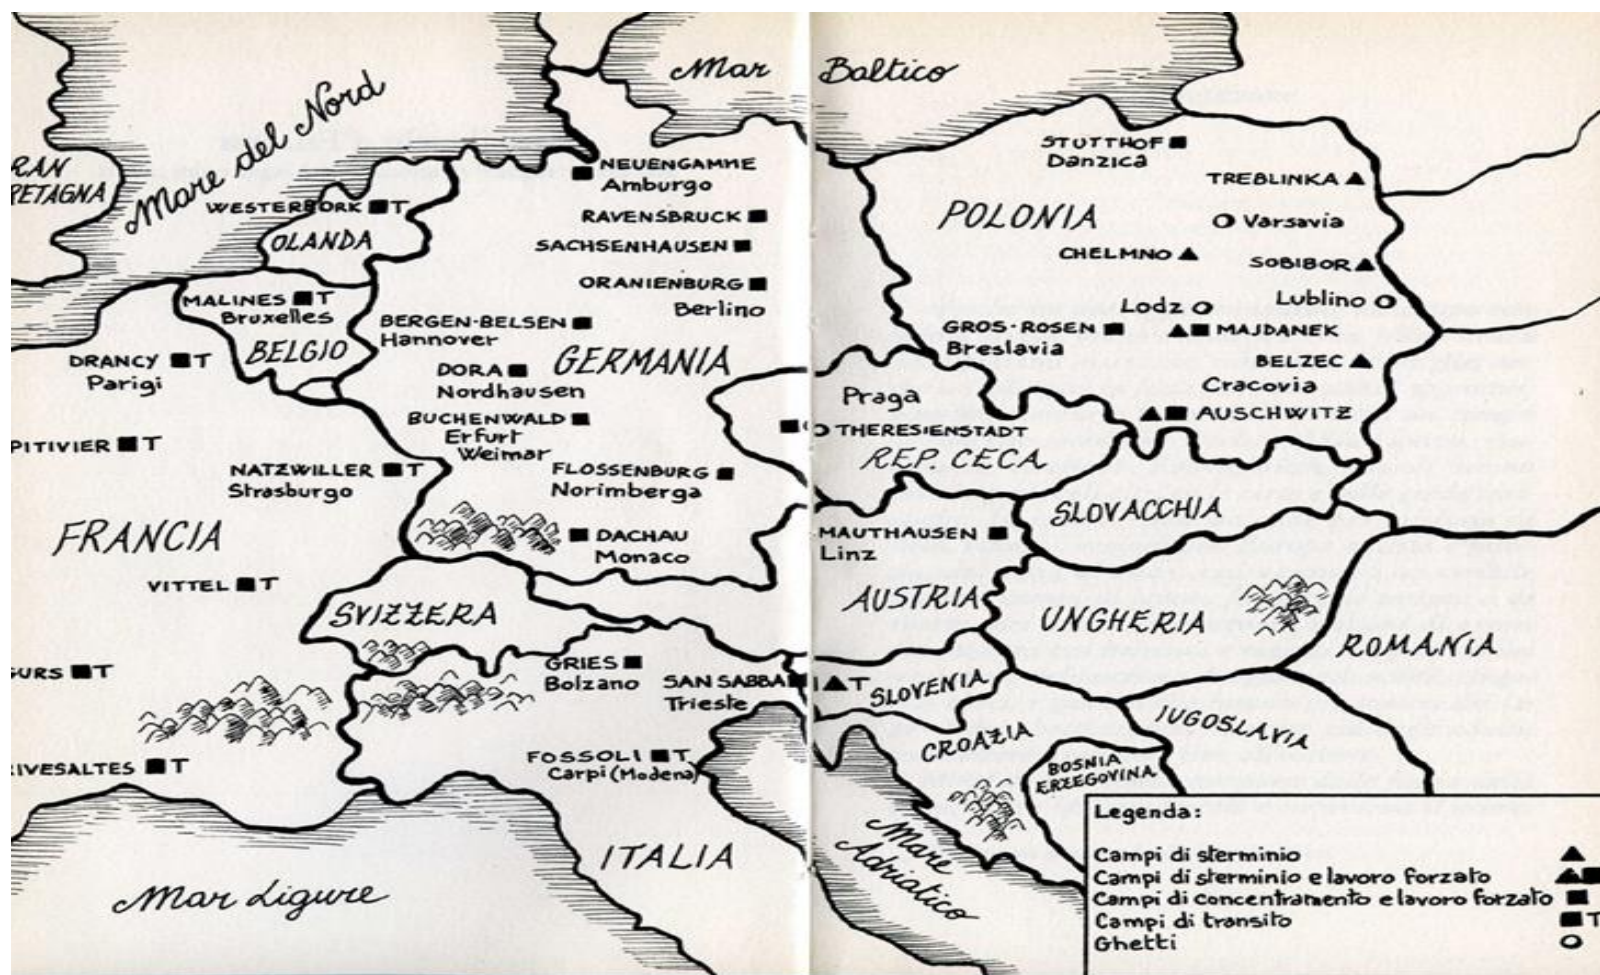 Mar Baltico
Mare del Nord
RAN
RETAGNA
STUTTHOF
Danzica
NEUENGAMME
Amburgo
TREBLINKA
WESTERBORK T
RAVENSBRUCK
POLONIA
Varsavia
OLANDA
SACHSENHAUSEN
CHELMNO
SOBIBOR
ORANIENBURG
Berlino
MALINES T
Bruxelles
Lodz
Lublino
BERGEN-BELSEN
Hannover
GROS-ROSEN
Breslavia
MAJDANEK
BELGIO
DRANCY T
Parigi
GERMANIA
DORA
Nordhausen
BELZEC
Cracovia
Praga
BUCHENWALD
Erfurt
Weimar
AUSCHWITZ
THERESIENSTADT
PITIVIER T
REP. CECA
NATZWILLER T
Strasburgo
FLOSSENBURG
Norimberga
SLOVACCHIA
FRANCIA
DACHAU
Monaco
MAUTHAUSEN
Linz
VITTEL T
AUSTRIA
SVIZZERA
UNGHERIA
ROMANIA
GURS T
GRIES
Bolzano
SAN SABBA T
Trieste
SLOVENIA
IUGOSLAVIA
CROAZIA
FOSSOLI T
Carpi (Modena)
IVESALTES T
BOSNIA
ERZEGOVINA
ITALIA
Mare
Adriatico
Mar Ligure
Legenda:
Campi di sterminio
Campi di sterminio e lavoro forzato
Campi di concentramento e lavoro forzato
Campi di transito T
Ghetti